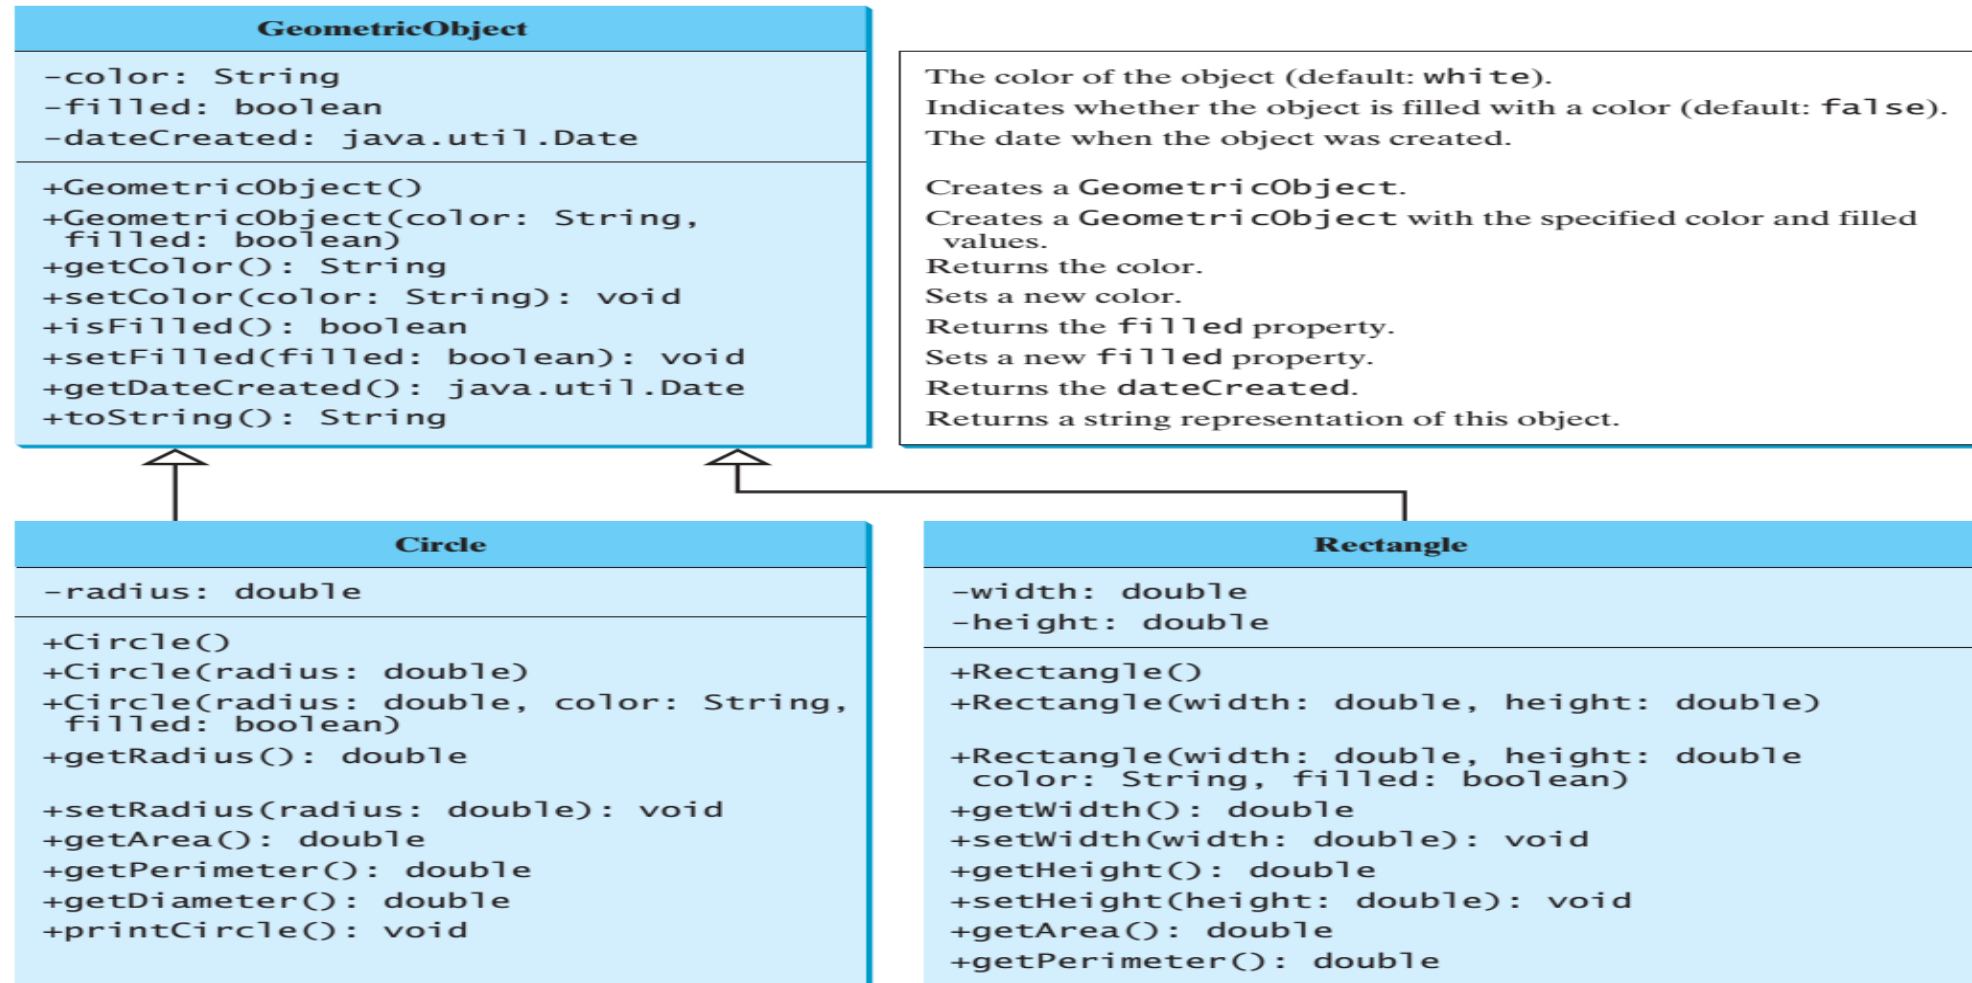 GeometricObject
-color: String
-filled: boolean
-dateCreated: java.util.Date
+GeometricObject()
+GeometricObject(color: String,
filled: boolean)
+getColor(): String
+setColor(color: String): void
+isFilled(): boolean
+setFilled(filled: boolean): void
+getDateCreated(): java.util.Date
+toString(): String
The color of the object (default: white).
Indicates whether the object is filled with a color (default: false).
The date when the object was created.
Creates a GeometricObject.
Creates a GeometricObject with the specified color and filled
values.
Returns the color.
Sets a new color.
Returns the filled property.
Sets a new filled property.
Returns the dateCreated.
Returns a string representation of this object.
Circle
-radius: double
+Circle()
+Circle(radius: double)
+Circle(radius: double, color: String,
filled: boolean)
+getRadius(): double
+setRadius(radius: double): void
+getArea(): double
+getPerimeter(): double
+getDiameter(): double
+printCircle(): void
Rectangle
-width: double
-height: double
+Rectangle()
+Rectangle(width: double, height: double)
+Rectangle(width: double, height: double
color: String, filled: boolean)
+getWidth(): double
+setWidth(width: double): void
+getHeight(): double
+setHeight(height: double): void
+getArea(): double
+getPerimeter(): double